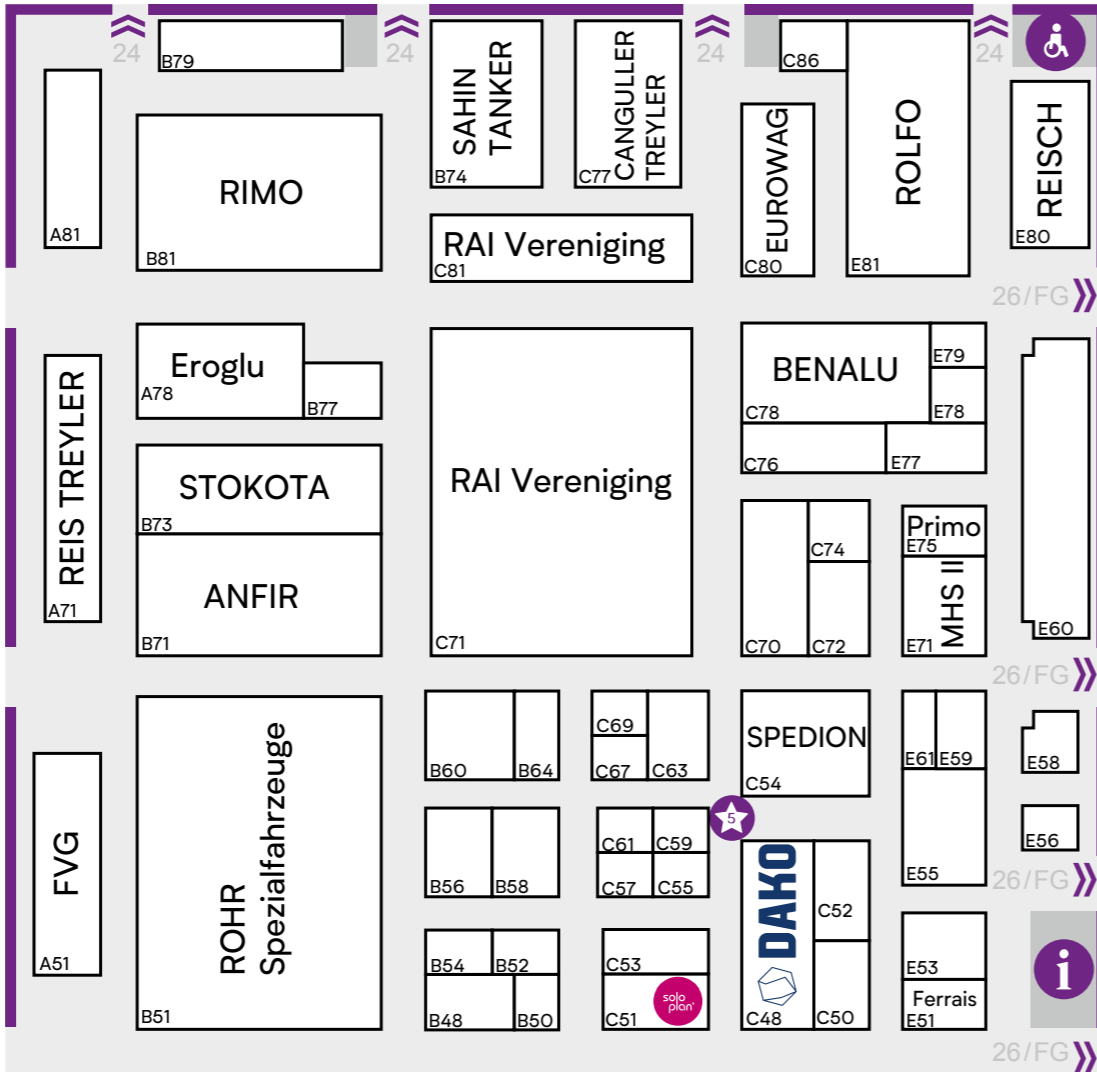 24
24
24
24
B79
SAHIN
TANKER
B74
CANGULLER
TREYLER
C77
C86
ROLFO
E81
EUROWAG
C80
REISCH
E80
A81
RIMO
B81
RAI Vereniging
C81
26/FG
REIS TREYLER
A71
Eroglu
A78
B77
STOKOTA
B73
ANFIR
B71
RAI Vereniging
C71
BENALU
C78
E79
E78
C76
E77
C70
C74
C72
Primo
E75
MHS II
E71
E60
26/FG
FVG
A51
ROHR
Spezialfahrzeuge
B51
B60
B64
C69
C67
C63
SPEDION
C54
E61
E59
E55
E58
E56
26/FG
5
B56
B58
C61
C59
C57
C55
DAKO
C48
C52
C50
B54
B52
B48
B50
C53
C51
solo
plan
E53
Ferrais
E51
i
26/FG